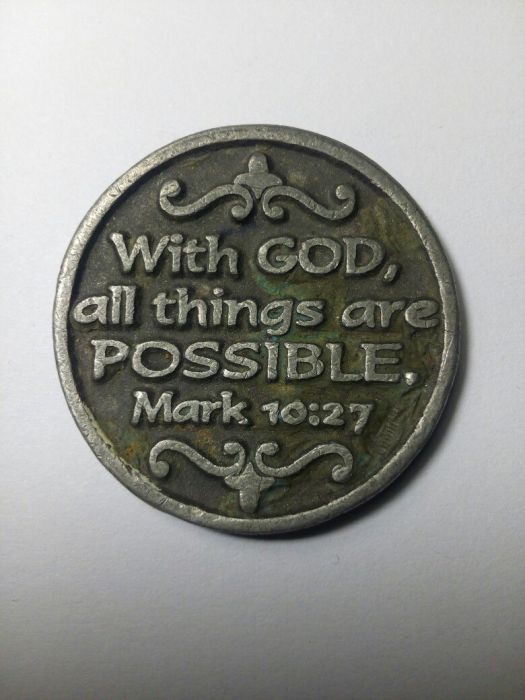 With GOD,
all things are
POSSIBLE.
Mark 10:27